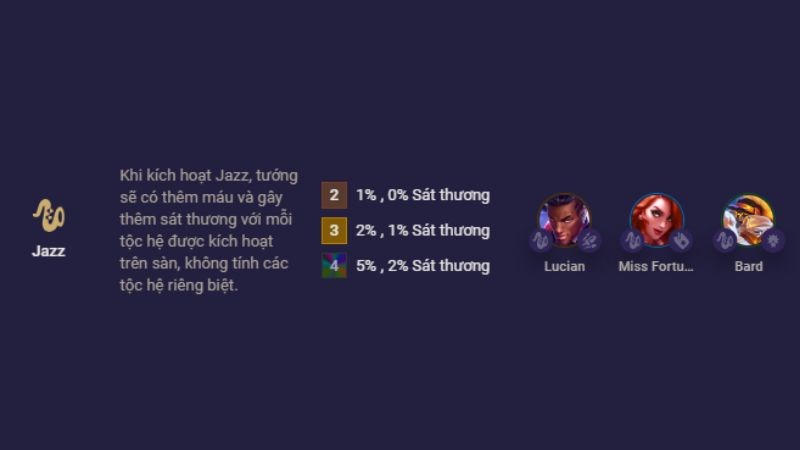 Jazz
Khi kích hoạt Jazz, tướng
sẽ có thêm máu và gây
thêm sát thương với mỗi
tộc hệ được kích hoạt
trên sàn, không tính các
tộc hệ riêng biệt.
2 1% , 0% Sát thương
3 2% , 1% Sát thương
4 5% , 2% Sát thương
Lucian
Miss Fortu...
Bard